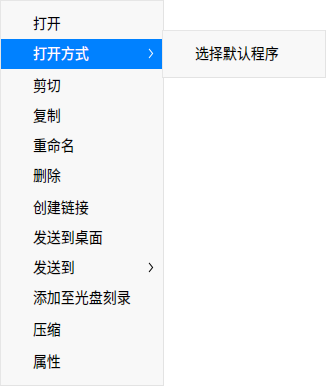 打开
打开方式
选择默认程序
剪切
复制
重命名
删除
创建链接
发送到桌面
发送到
添加至光盘刻录
压缩
属性